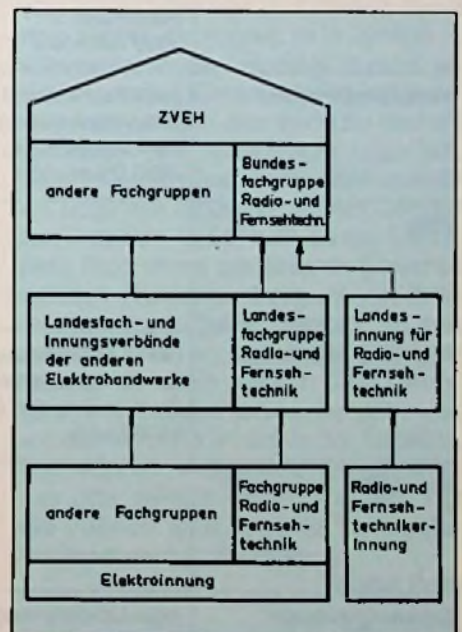 ZVEH
andere Fachgruppen
Bundes-
fachgruppe
Radio- und
Fernsehtechn.
Landesfach- und
Innungsverbände
der anderen
Elektrohandwerke
Landes-
fachgruppe
Radio- und
Fernseh-
technik
Landes-
innung für
Radio- und
Fernseh-
technik
andere Fachgruppen
Fachgruppe
Radio- und
Fernseh-
technik
Radio- und
Fernseh-
techniker-
Innung
Elektroinnung